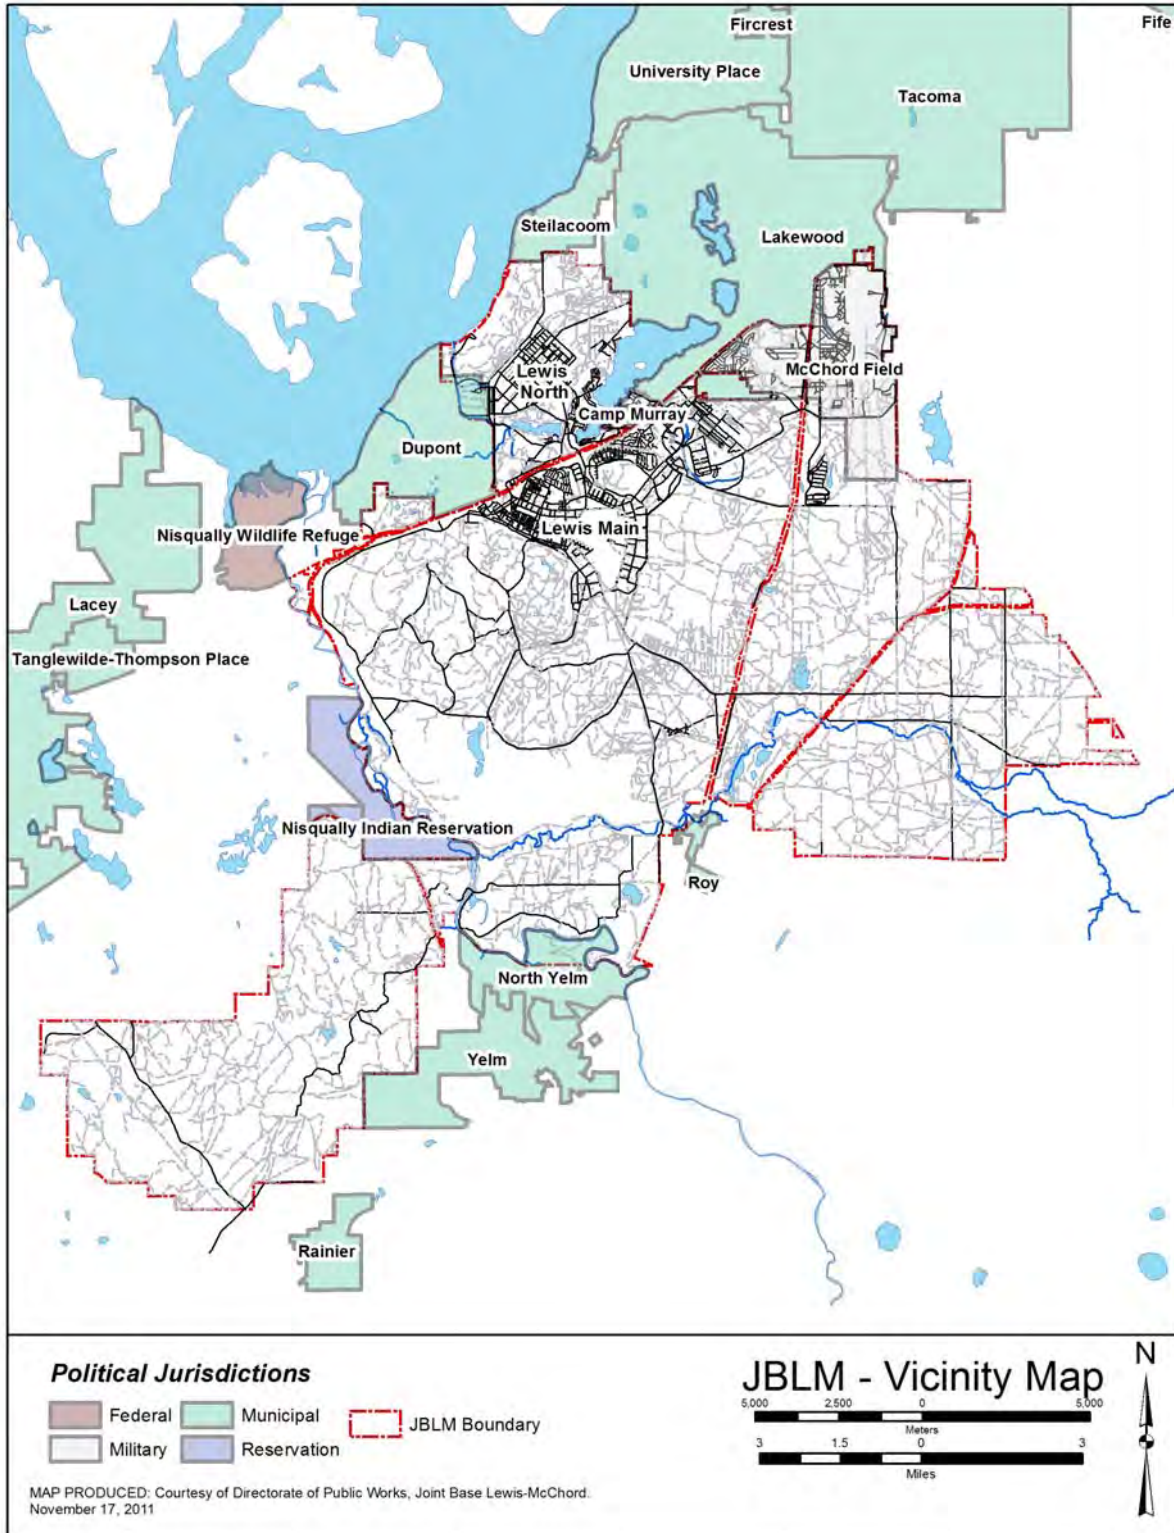 Fircrest
Fife
University Place
Tacoma
Steilacoom
Lakewood
Lewis
North
McChord Field
Camp Murray
Dupont
Lewis Main
Nisqually Wildlife Refuge
Lacey
Tanglewilde-Thompson Place
Nisqually Indian Reservation
Roy
North Yelm
Yelm
Rainier
Political Jurisdictions
Federal
Municipal
JBLM Boundary
Military
Reservation
MAP PRODUCED: Courtesy of Directorate of Public Works, Joint Base Lewis-McChord.
November 17, 2011
JBLM - Vicinity Map
5,000 2,500 0 5,000
Meters
3 1.5 0 3
Miles
N